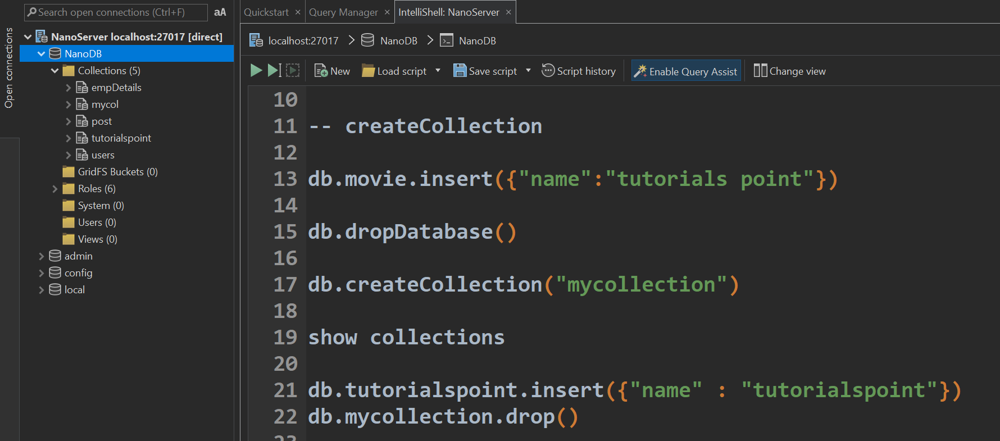 Open connections
Search open connections (Ctrl+F)
aA
NanoServer localhost:27017 [direct]
NanoDB
Collections (5)
empDetails
mycol
post
tutorialspoint
users
GridFS Buckets (0)
Roles (6)
System (0)
Users (0)
Views (0)
admin
config
local
Quickstart × Query Manager × IntelliShell: NanoServer ×
localhost:27017 NanoDB NanoDB
New Load script Save script Script history Enable Query Assist Change view
10
11 -- createCollection
12
13 db.movie.insert({"name":"tutorials point"})
14
15 db.dropDatabase()
16
17 db.createCollection("mycollection")
18
19 show collections
20
21 db.tutorialspoint.insert({"name" : "tutorialspoint"})
22 db.mycollection.drop()
23